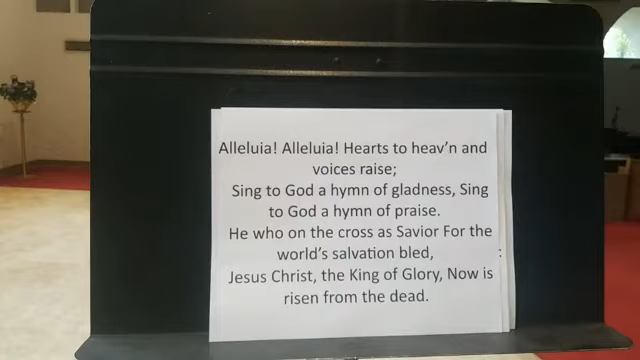 Alleluia! Alleluia! Hearts to heav'n and
voices raise;
Sing to God a hymn of gladness, Sing
to God a hymn of praise.
He who on the cross as Savior For the
world's salvation bled,
Jesus Christ, the King of Glory, Now is
risen from the dead.